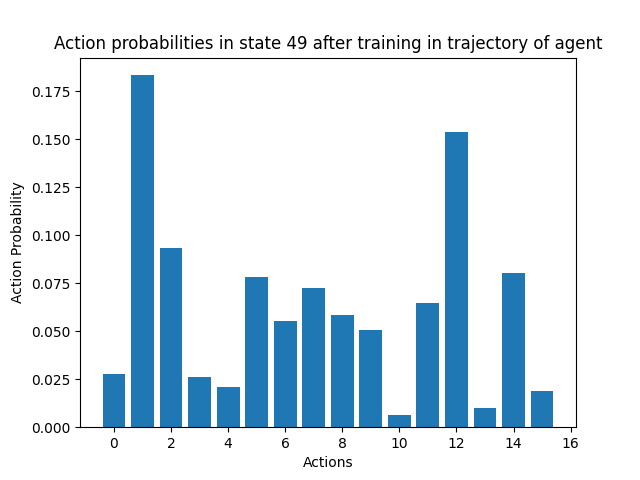 Action probabilities in state 49 after training in trajectory of agent
0.175
0.150
0.125
0.100
0.075
0.050
0.025
0.000
Action Probability
0 2 4 6 8 10 12 14 16
Actions